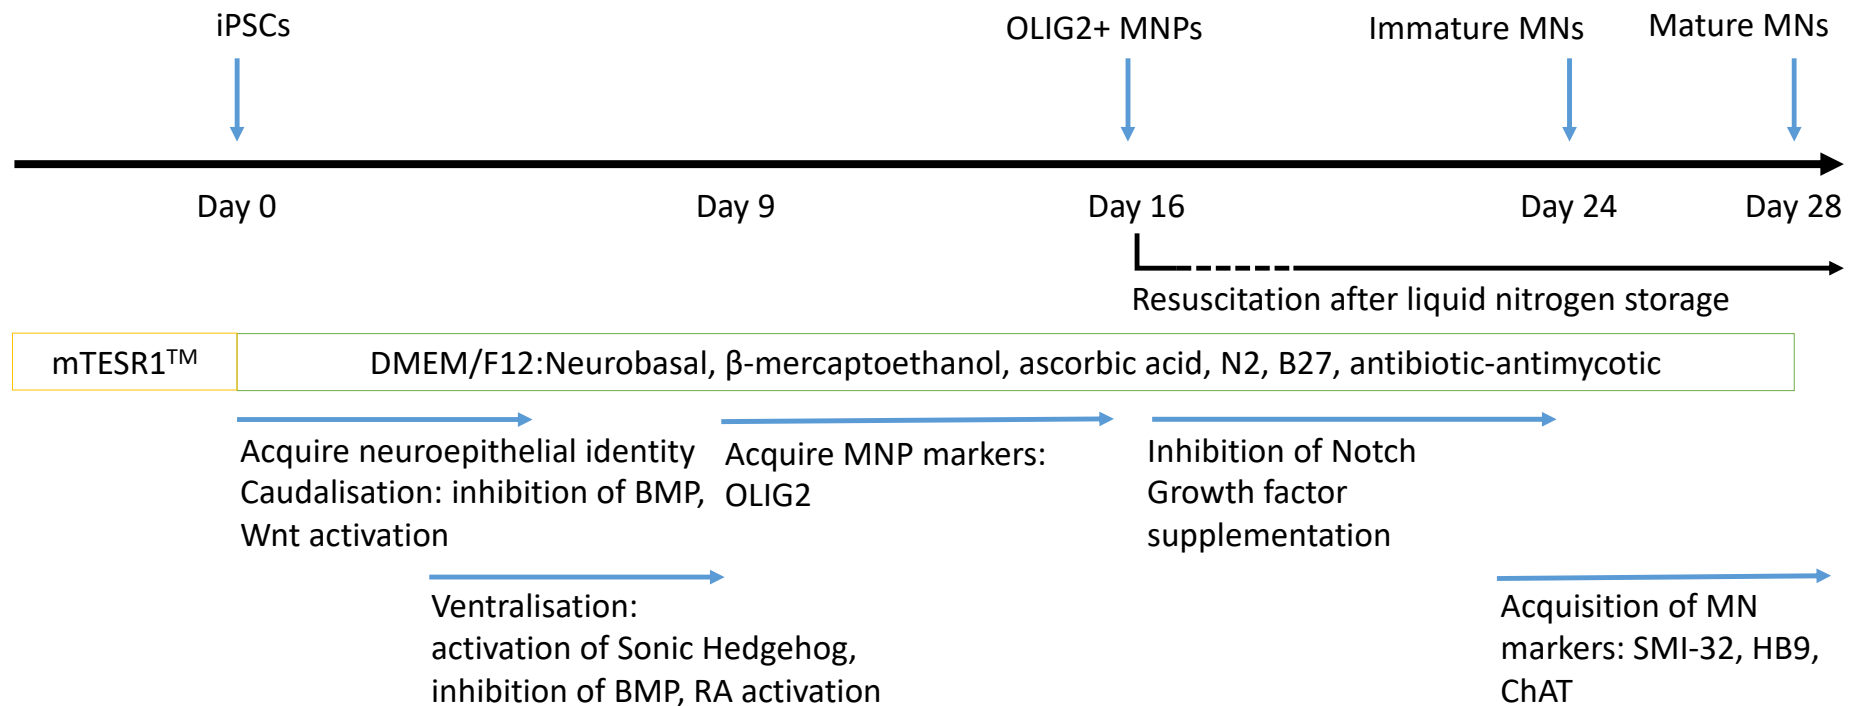 iPSCs
OLIG2+ MNPs
Immature MNs
Mature MNs
Day 0
Day 9
Day 16
Day 24
Day 28
Resuscitation after liquid nitrogen storage
mTESR1™
DMEM/F12:Neurobasal, β-mercaptoethanol, ascorbic acid, N2, B27, antibiotic-antimycotic
Acquire neuroepithelial identity
Caudalisation: inhibition of BMP,
Wnt activation
Acquire MNP markers:
OLIG2
Inhibition of Notch
Growth factor
supplementation
Ventralisation:
activation of Sonic Hedgehog,
inhibition of BMP, RA activation
Acquisition of MN
markers: SMI-32, HB9,
ChAT